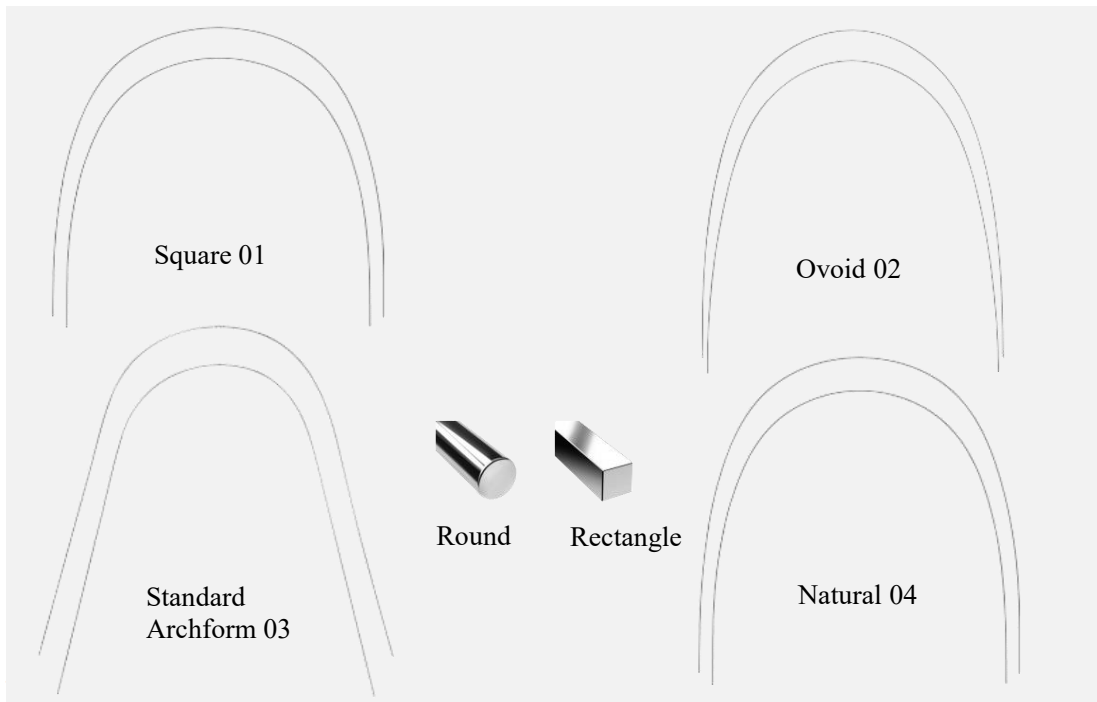 Square 01
Ovoid 02
Round
Rectangle
Standard
Archform 03
Natural 04